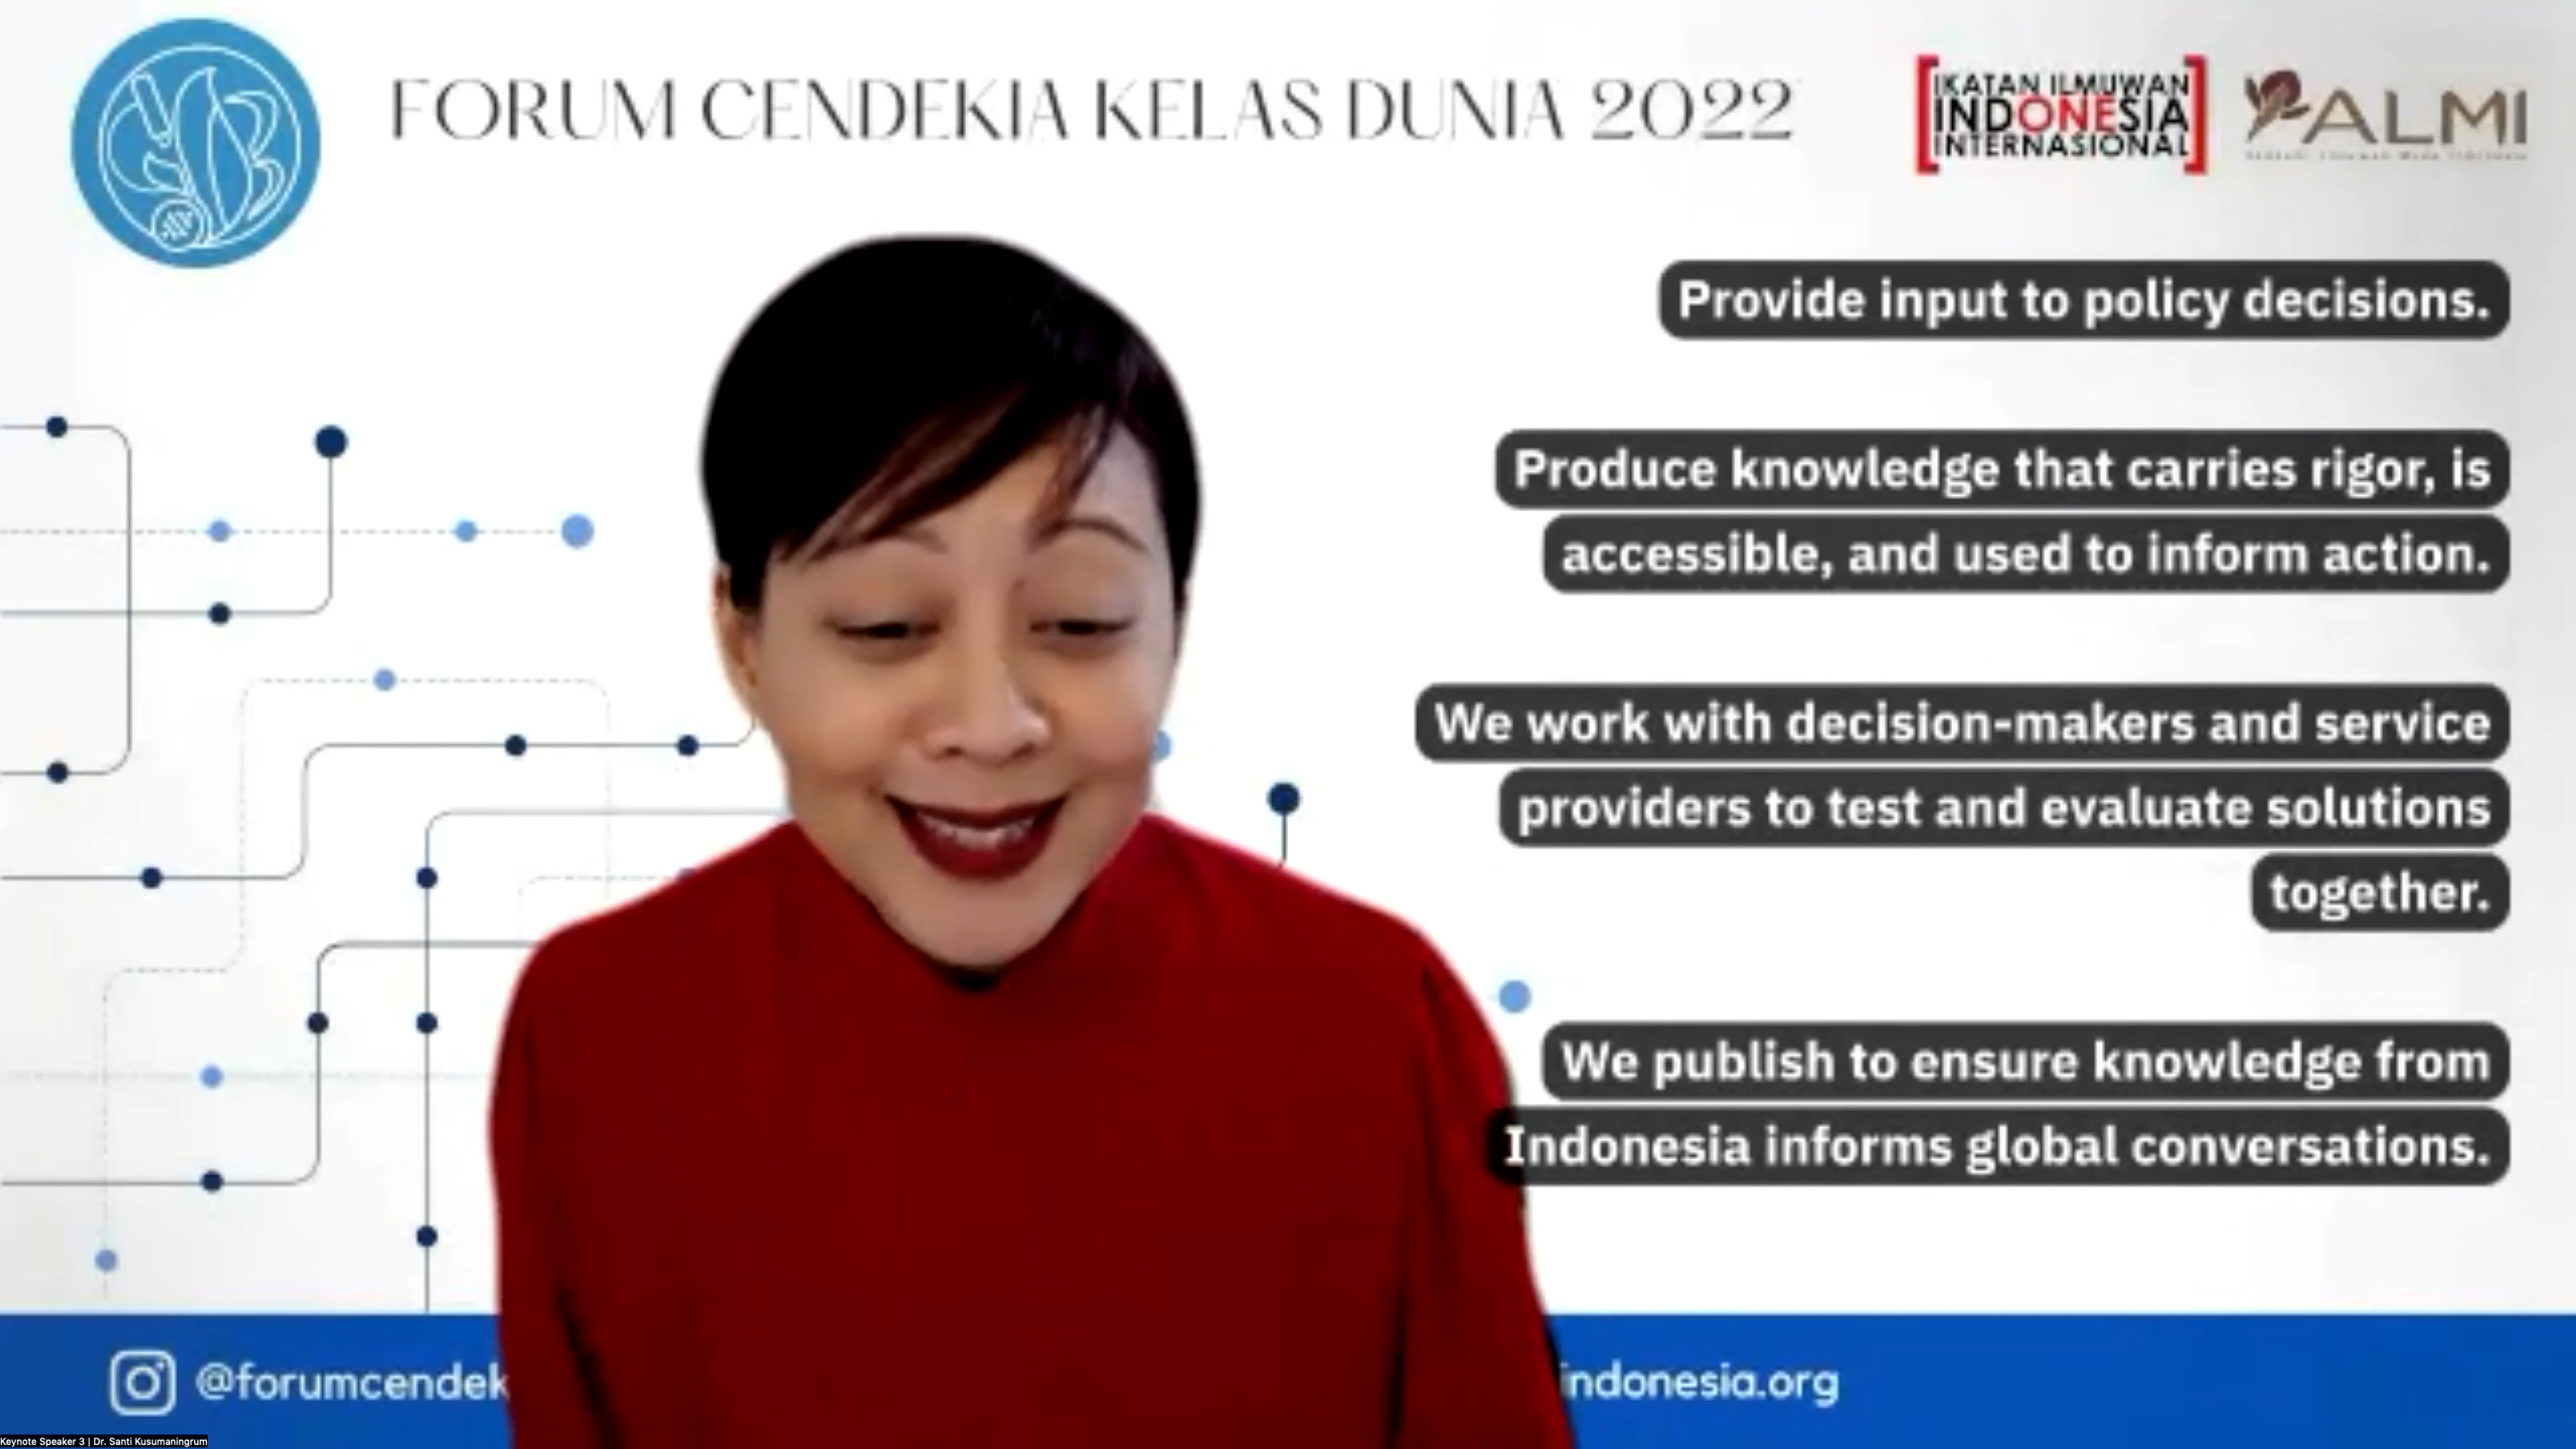 FORUM CENDEKIA KELAS DUNIA 2022
IKATAN ILMUWAN
INDONESIA
INTERNASIONAL
ALMI
Provide input to policy decisions.
Produce knowledge that carries rigor, is
accessible, and used to inform action.
We work with decision-makers and service
providers to test and evaluate solutions
together.
We publish to ensure knowledge from
Indonesia informs global conversations.
@forumcendek
indonesia.org
Keynote Speaker 3 | Dr. Santi Kusumaningrum